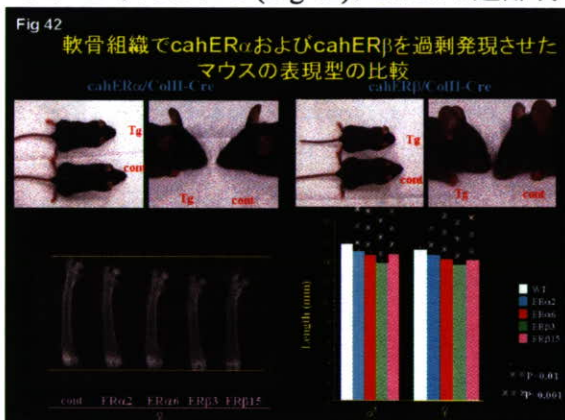 Fig 42
軟骨組織でcahERαおよびcahERβを過剰発現させた
マウスの表現型の比較
cahERα/ColII-Cre
cahERβ/ColII-Cre
Tg
cont
Tg
cont
Tg
cont
Tg
cont
cont ERα2 ERα6 ERβ3 ERβ15
♀
Length (mm)
♂ ♀
WT
ERα2
ERα6
ERβ3
ERβ15